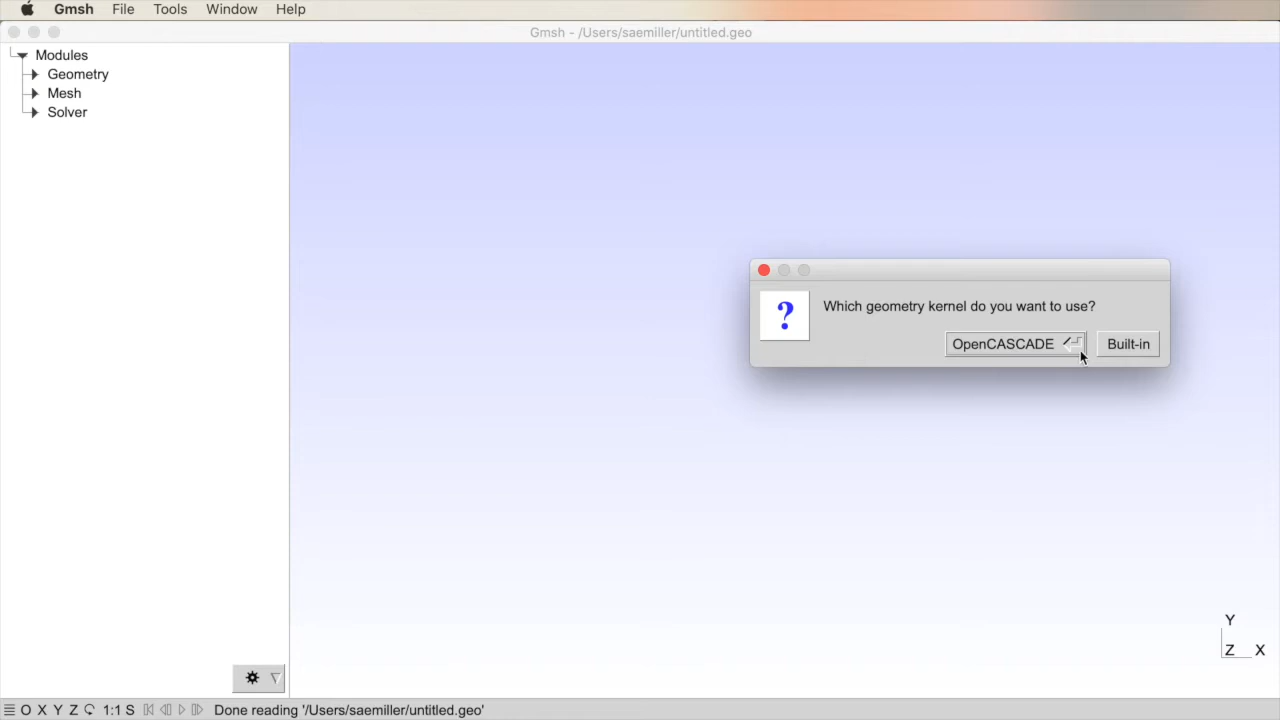 Gmsh File Tools Window Help
Gmsh - /Users/saemiller/untitled.geo
Modules
Geometry
Mesh
Solver
?
Which geometry kernel do you want to use?
OpenCASCADE Built-in
Y
Z X
O X Y Z 1:1 S Done reading '/Users/saemiller/untitled.geo'